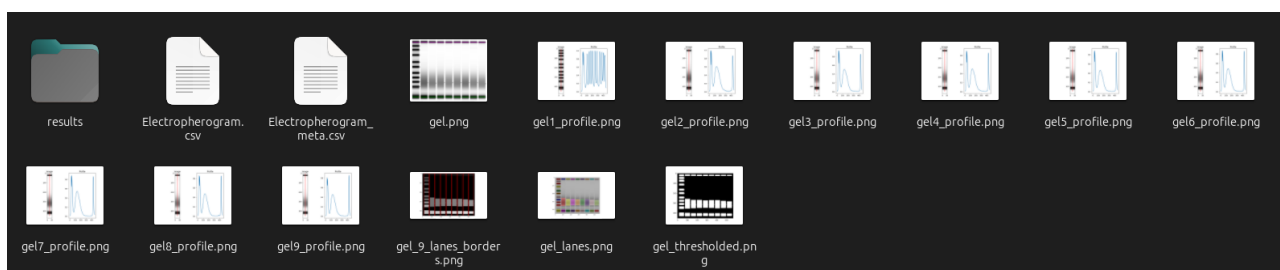 results
Electropherogram.
csv
Electropherogram_
meta.csv
gel.png
gel1_profile.png
gel2_profile.png
gel3_profile.png
gel4_profile.png
gel5_profile.png
gel6_profile.png
gel7_profile.png
gel8_profile.png
gel9_profile.png
gel_9_lanes_border
s.png
gel_lanes.png
gel_thresholded.pn
g